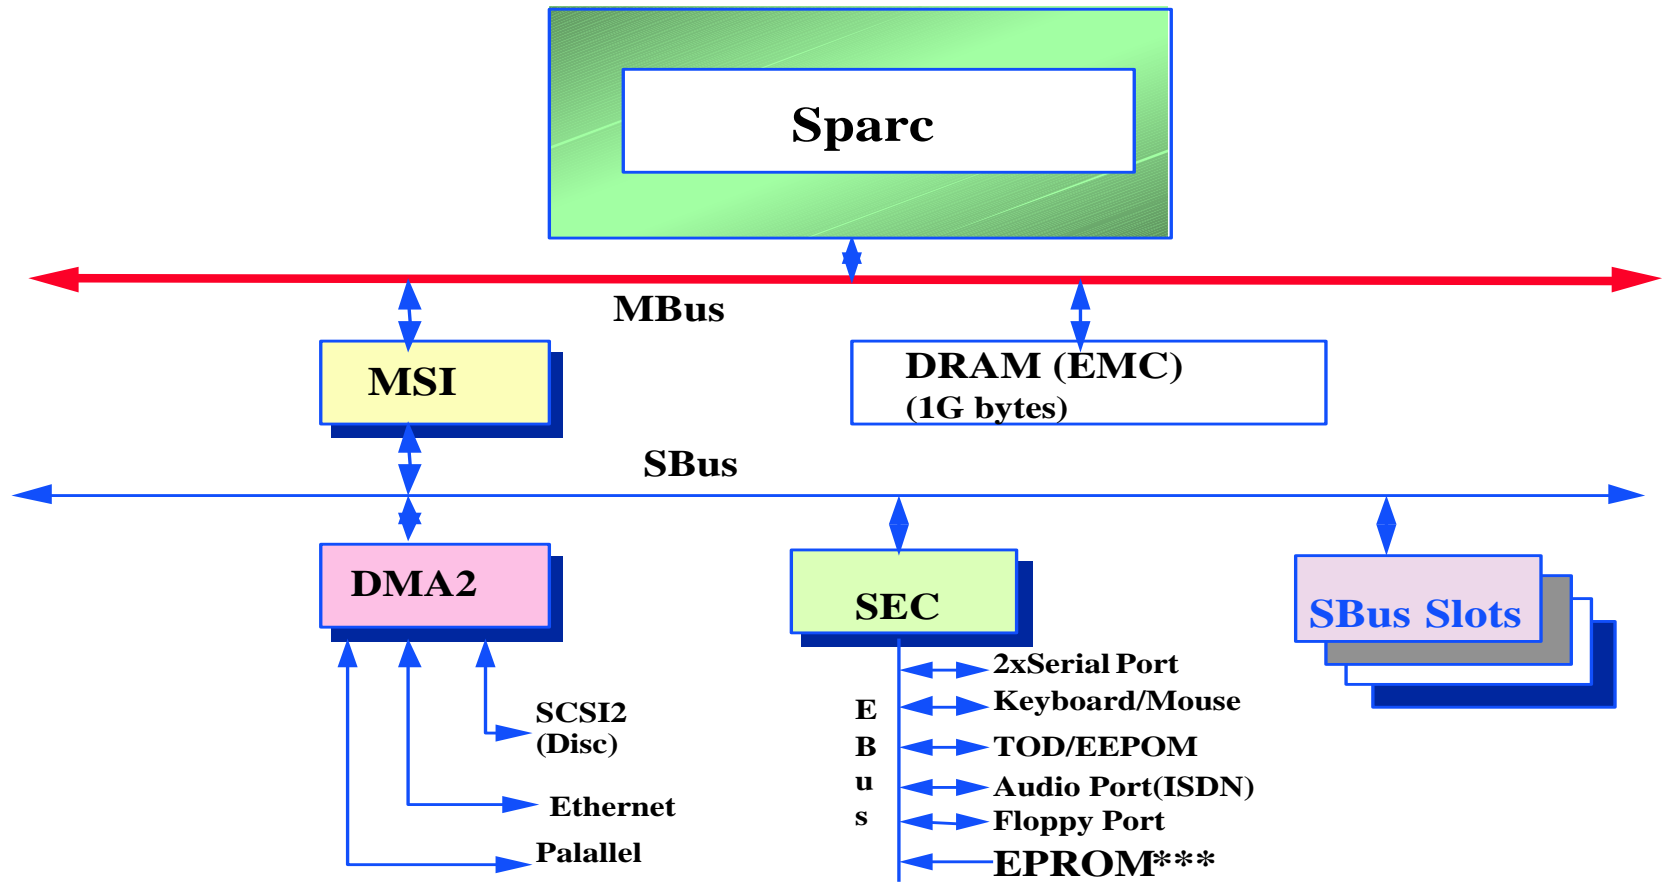 Sparc
MBus
MSI
DRAM (EMC)
(1G bytes)
SBus
DMA2
SEC
SBus Slots
SCSI2
(Disc)
Ethernet
Palallel
E
B
u
s
2xSerial Port
Keyboard/Mouse
TOD/EEPOM
Audio Port(ISDN)
Floppy Port
EPROM***